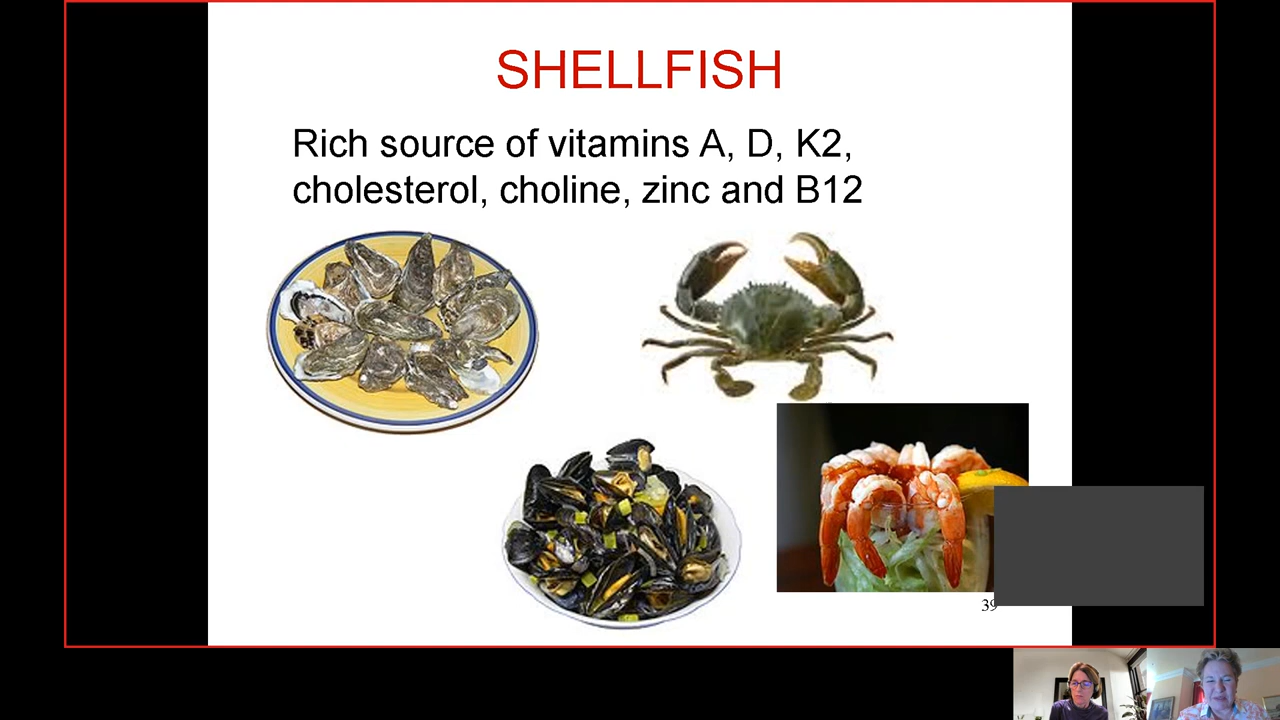 SHELLFISH
Rich source of vitamins A, D, K2,
cholesterol, choline, zinc and B12
39